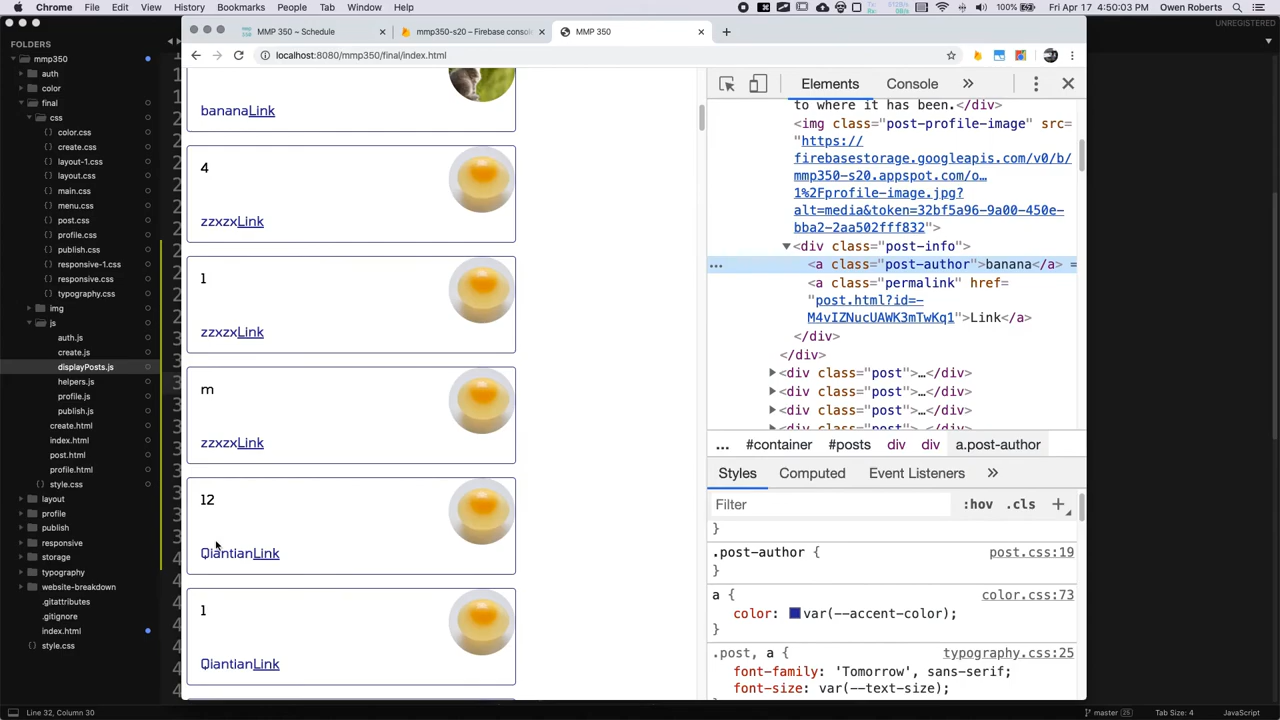 Chrome File Edit View History Bookmarks People Tab Window Help 100% Fri Apr 17 4:50:03 PM Owen Roberts
UNREGISTERED
MMP 350 ~ Schedule × mmp350-s20 – Firebase consol × MMP 350 × +
localhost:8080/mmp350/final/index.html
FOLDERS
mmp350
auth
color
final
css
color.css
create.css
layout-1.css
layout.css
main.css
menu.css
post.css
profile.css
publish.css
responsive-1.css
responsive.css
typography.css
img
js
auth.js
create.js
displayPosts.js
helpers.js
profile.js
publish.js
create.html
index.html
post.html
profile.html
style.css
layout
profile
publish
responsive
storage
typography
website-breakdown
.gitattributes
.gitignore
index.html
style.css
bananaLink
4
zzxzxLink
1
zzxzxLink
m
zzxzxLink
12
QiantianLink
1
QiantianLink
Elements Console »
to where it has been.</div>
<img class="post-profile-image" src=
"https://
firebasestorage.googleapis.com/v0/b/
mmp350-s20.appspot.com/o…
1%2Fprofile-image.jpg?
alt=media&token=32bf5a96-9a00-450e-
bba2-2aa502fff832">
<div class="post-info">
… <a class="post-author">banana</a> =
<a class="permalink" href=
"post.html?id=-
M4vIZNucUAWK3mTwKq1">Link</a>
</div>
</div>
<div class="post">…</div>
<div class="post">…</div>
<div class="post">…</div>
… #container #posts div div a.post-author
Styles Computed Event Listeners »
Filter :hov .cls +
}
.post-author { post.css:19
}
a { color.css:73
color: var(--accent-color);
}
.post, a { typography.css:25
font-family: 'Tomorrow', sans-serif;
font-size: var(--text-size);
Line 32, Column 30 master 25 Tab Size: 4 JavaScript